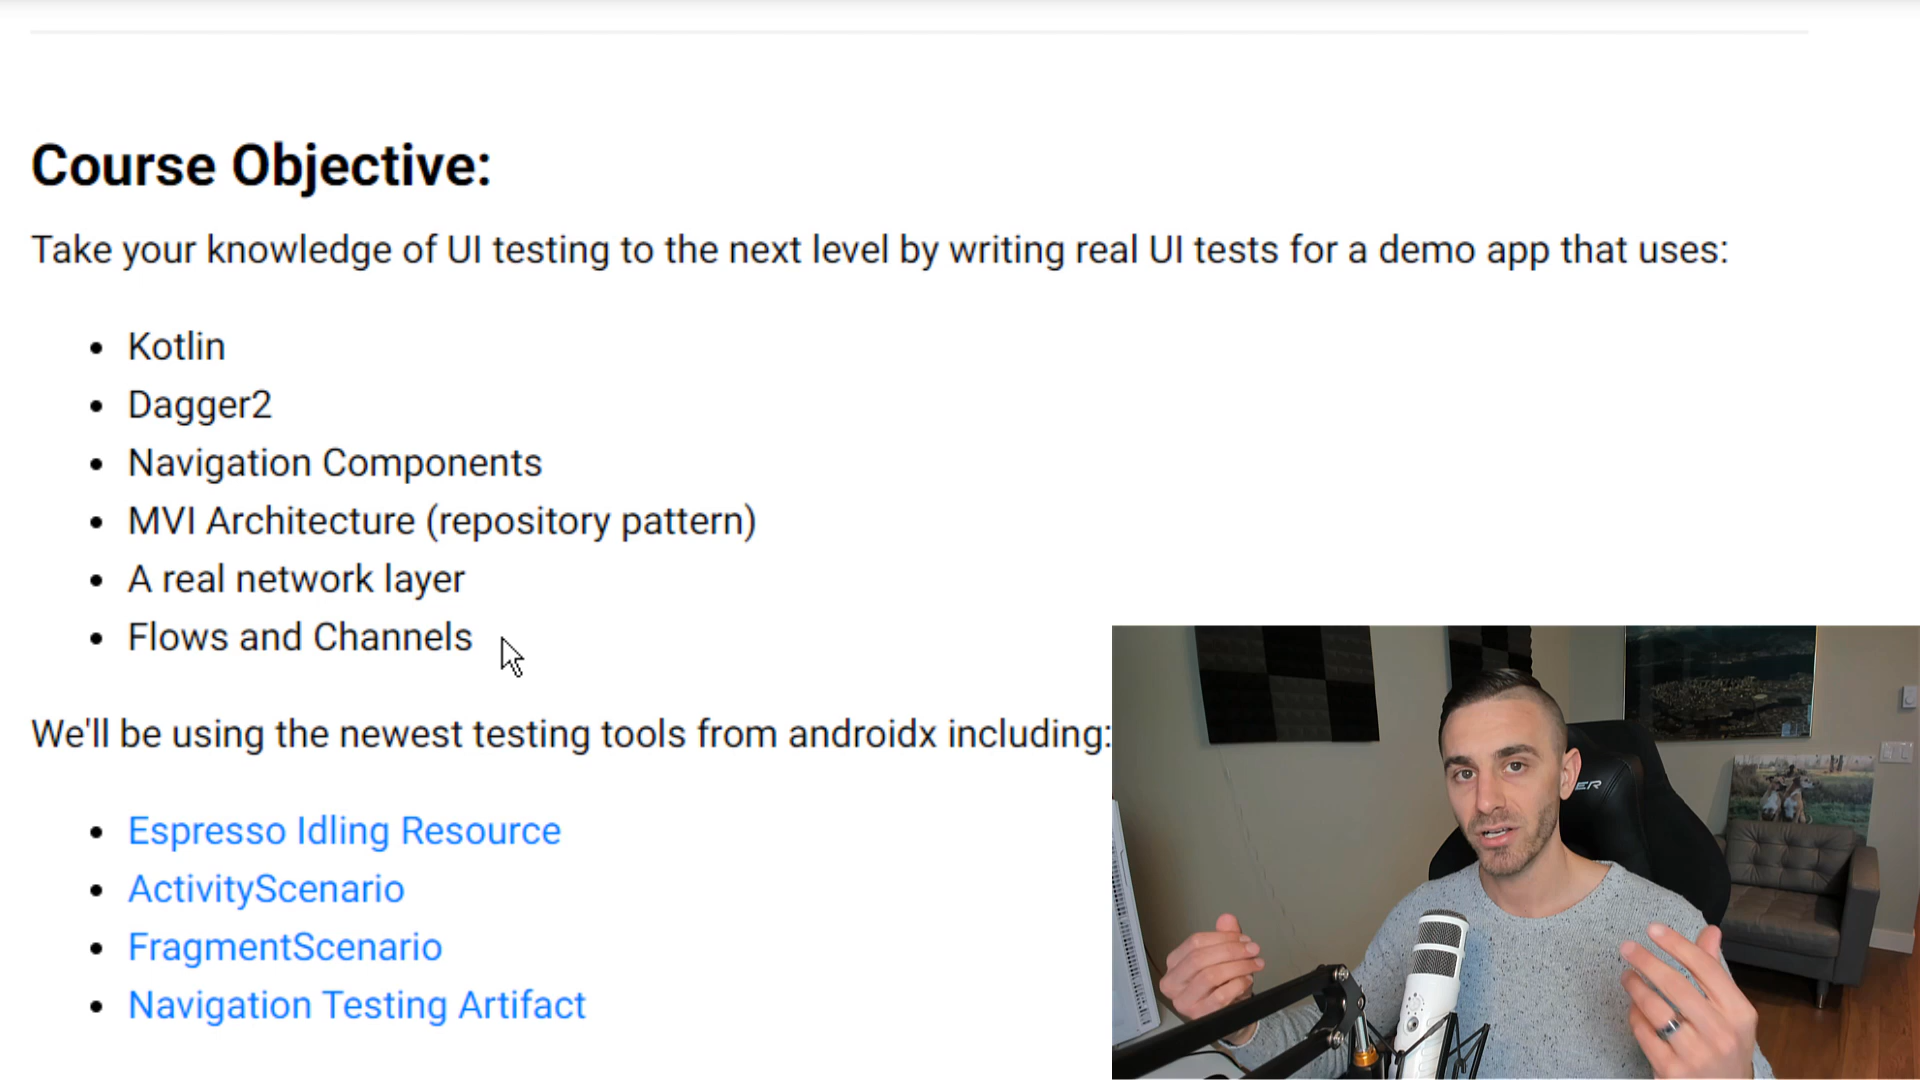 Course Objective:
Take your knowledge of UI testing to the next level by writing real UI tests for a demo app that uses:
Kotlin
Dagger2
Navigation Components
MVI Architecture (repository pattern)
A real network layer
Flows and Channels
We'll be using the newest testing tools from androidx including:
Espresso Idling Resource
ActivityScenario
FragmentScenario
Navigation Testing Artifact